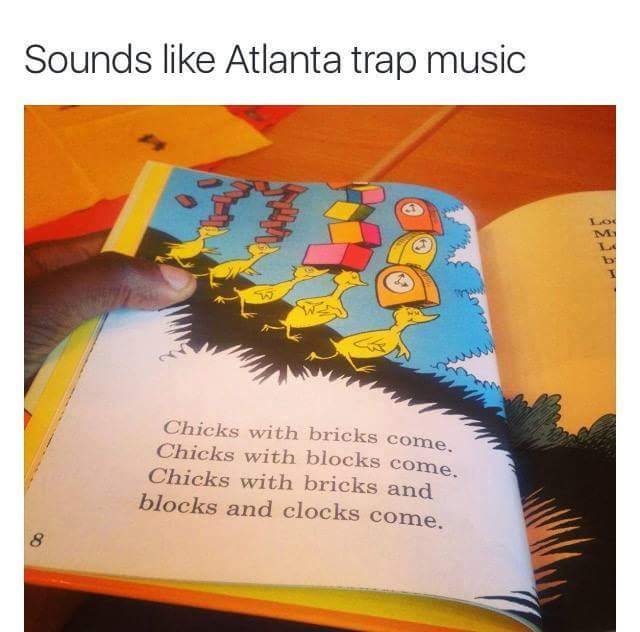 Sounds like Atlanta trap music
Chicks with bricks come.
Chicks with blocks come.
Chicks with bricks and
blocks and clocks come.
8